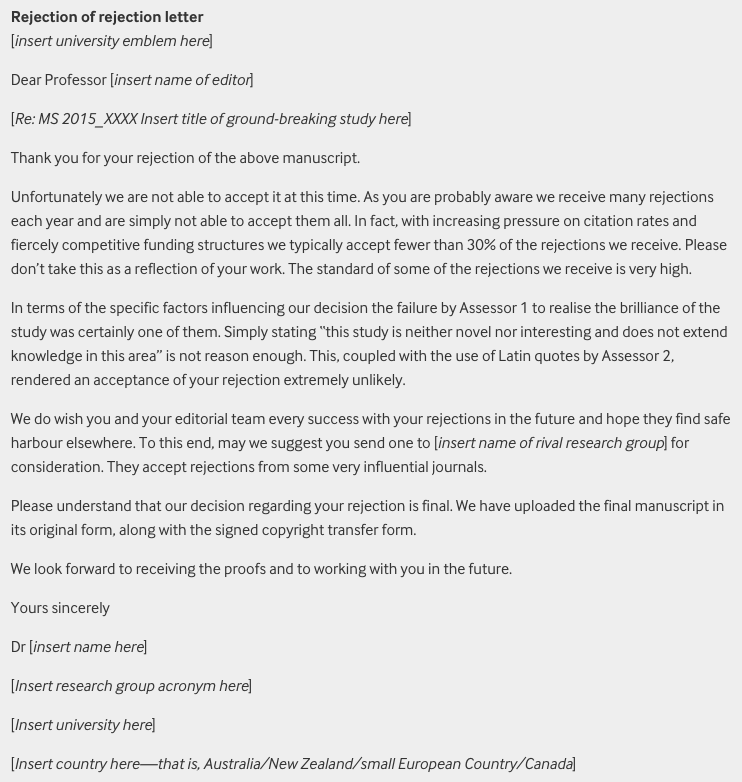 Rejection of rejection letter
[insert university emblem here]
Dear Professor [insert name of editor]
[Re: MS 2015_XXXX Insert title of ground-breaking study here]
Thank you for your rejection of the above manuscript.
Unfortunately we are not able to accept it at this time. As you are probably aware we receive many rejections
each year and are simply not able to accept them all. In fact, with increasing pressure on citation rates and
fiercely competitive funding structures we typically accept fewer than 30% of the rejections we receive. Please
don’t take this as a reflection of your work. The standard of some of the rejections we receive is very high.
In terms of the specific factors influencing our decision the failure by Assessor 1 to realise the brilliance of the
study was certainly one of them. Simply stating “this study is neither novel nor interesting and does not extend
knowledge in this area” is not reason enough. This, coupled with the use of Latin quotes by Assessor 2,
rendered an acceptance of your rejection extremely unlikely.
We do wish you and your editorial team every success with your rejections in the future and hope they find safe
harbour elsewhere. To this end, may we suggest you send one to [insert name of rival research group] for
consideration. They accept rejections from some very influential journals.
Please understand that our decision regarding your rejection is final. We have uploaded the final manuscript in
its original form, along with the signed copyright transfer form.
We look forward to receiving the proofs and to working with you in the future.
Yours sincerely
Dr [insert name here]
[Insert research group acronym here]
[Insert university here]
[Insert country here—that is, Australia/New Zealand/small European Country/Canada]